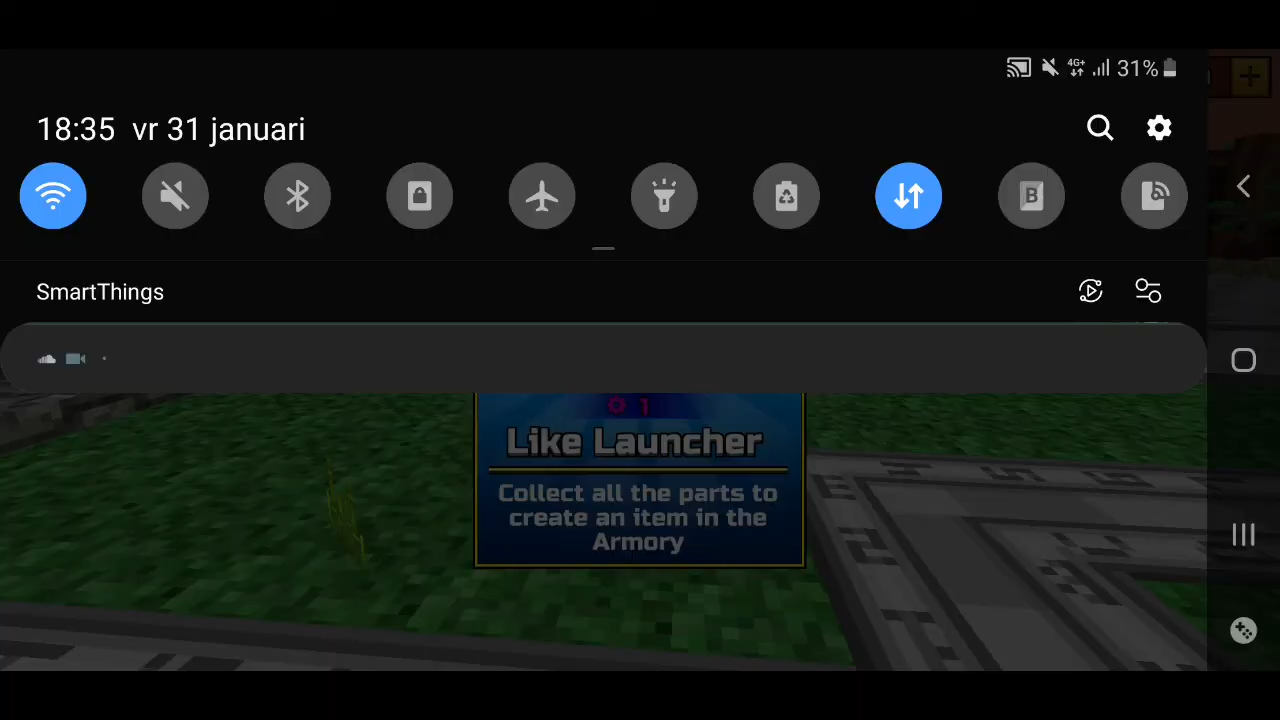 4G+ 31%
18:35 vr 31 januari
B
SmartThings
1
Like Launcher
Collect all the parts to
create an item in the
Armory